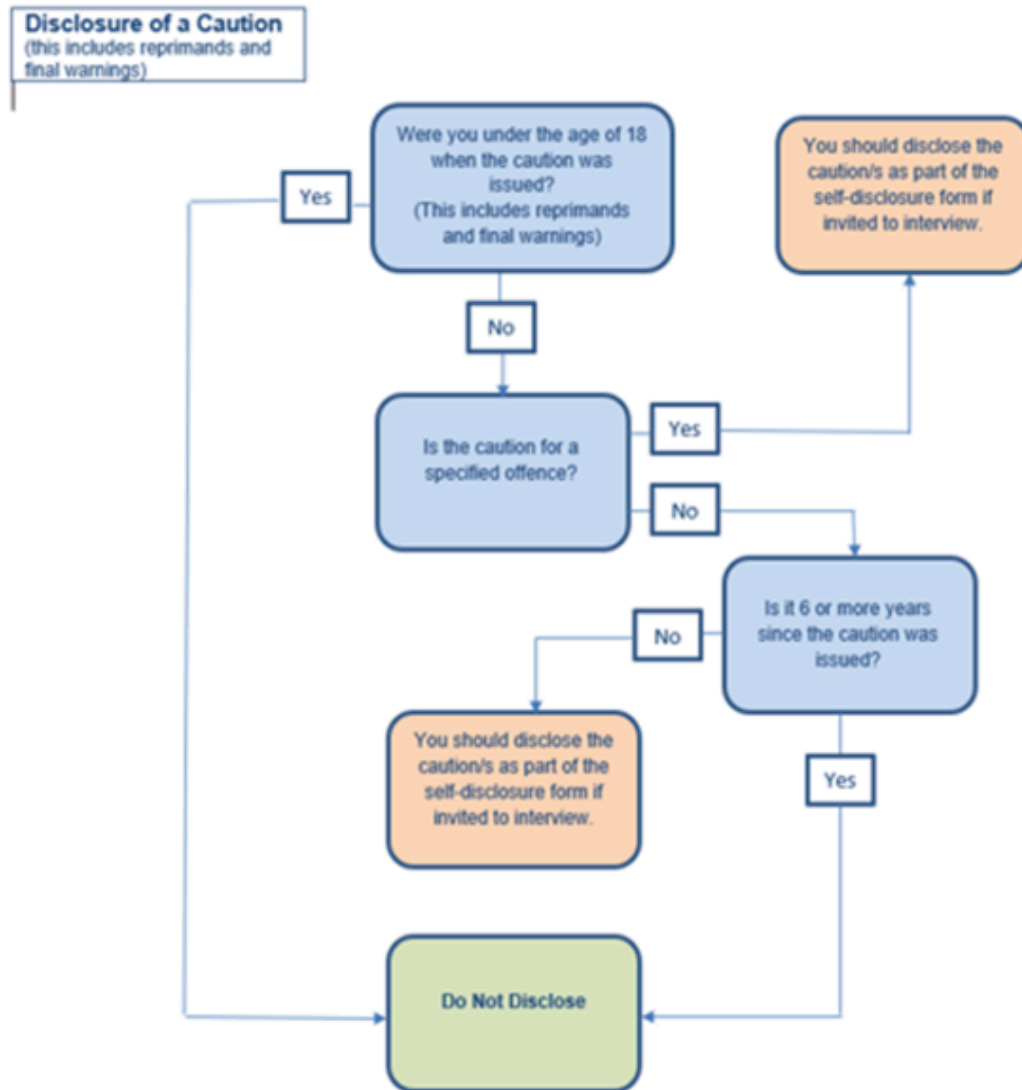 Disclosure of a Caution
(this includes reprimands and
final warnings)
Were you under the age of 18
when the caution was
issued?
(This includes reprimands
and final warnings)
Yes
You should disclose the
caution/s as part of the
self-disclosure form if
invited to interview.
No
Is the caution for a
specified offence?
Yes
No
Is it 6 or more years
since the caution was
issued?
No
You should disclose the
caution/s as part of the
self-disclosure form if
invited to interview.
Yes
Do Not Disclose